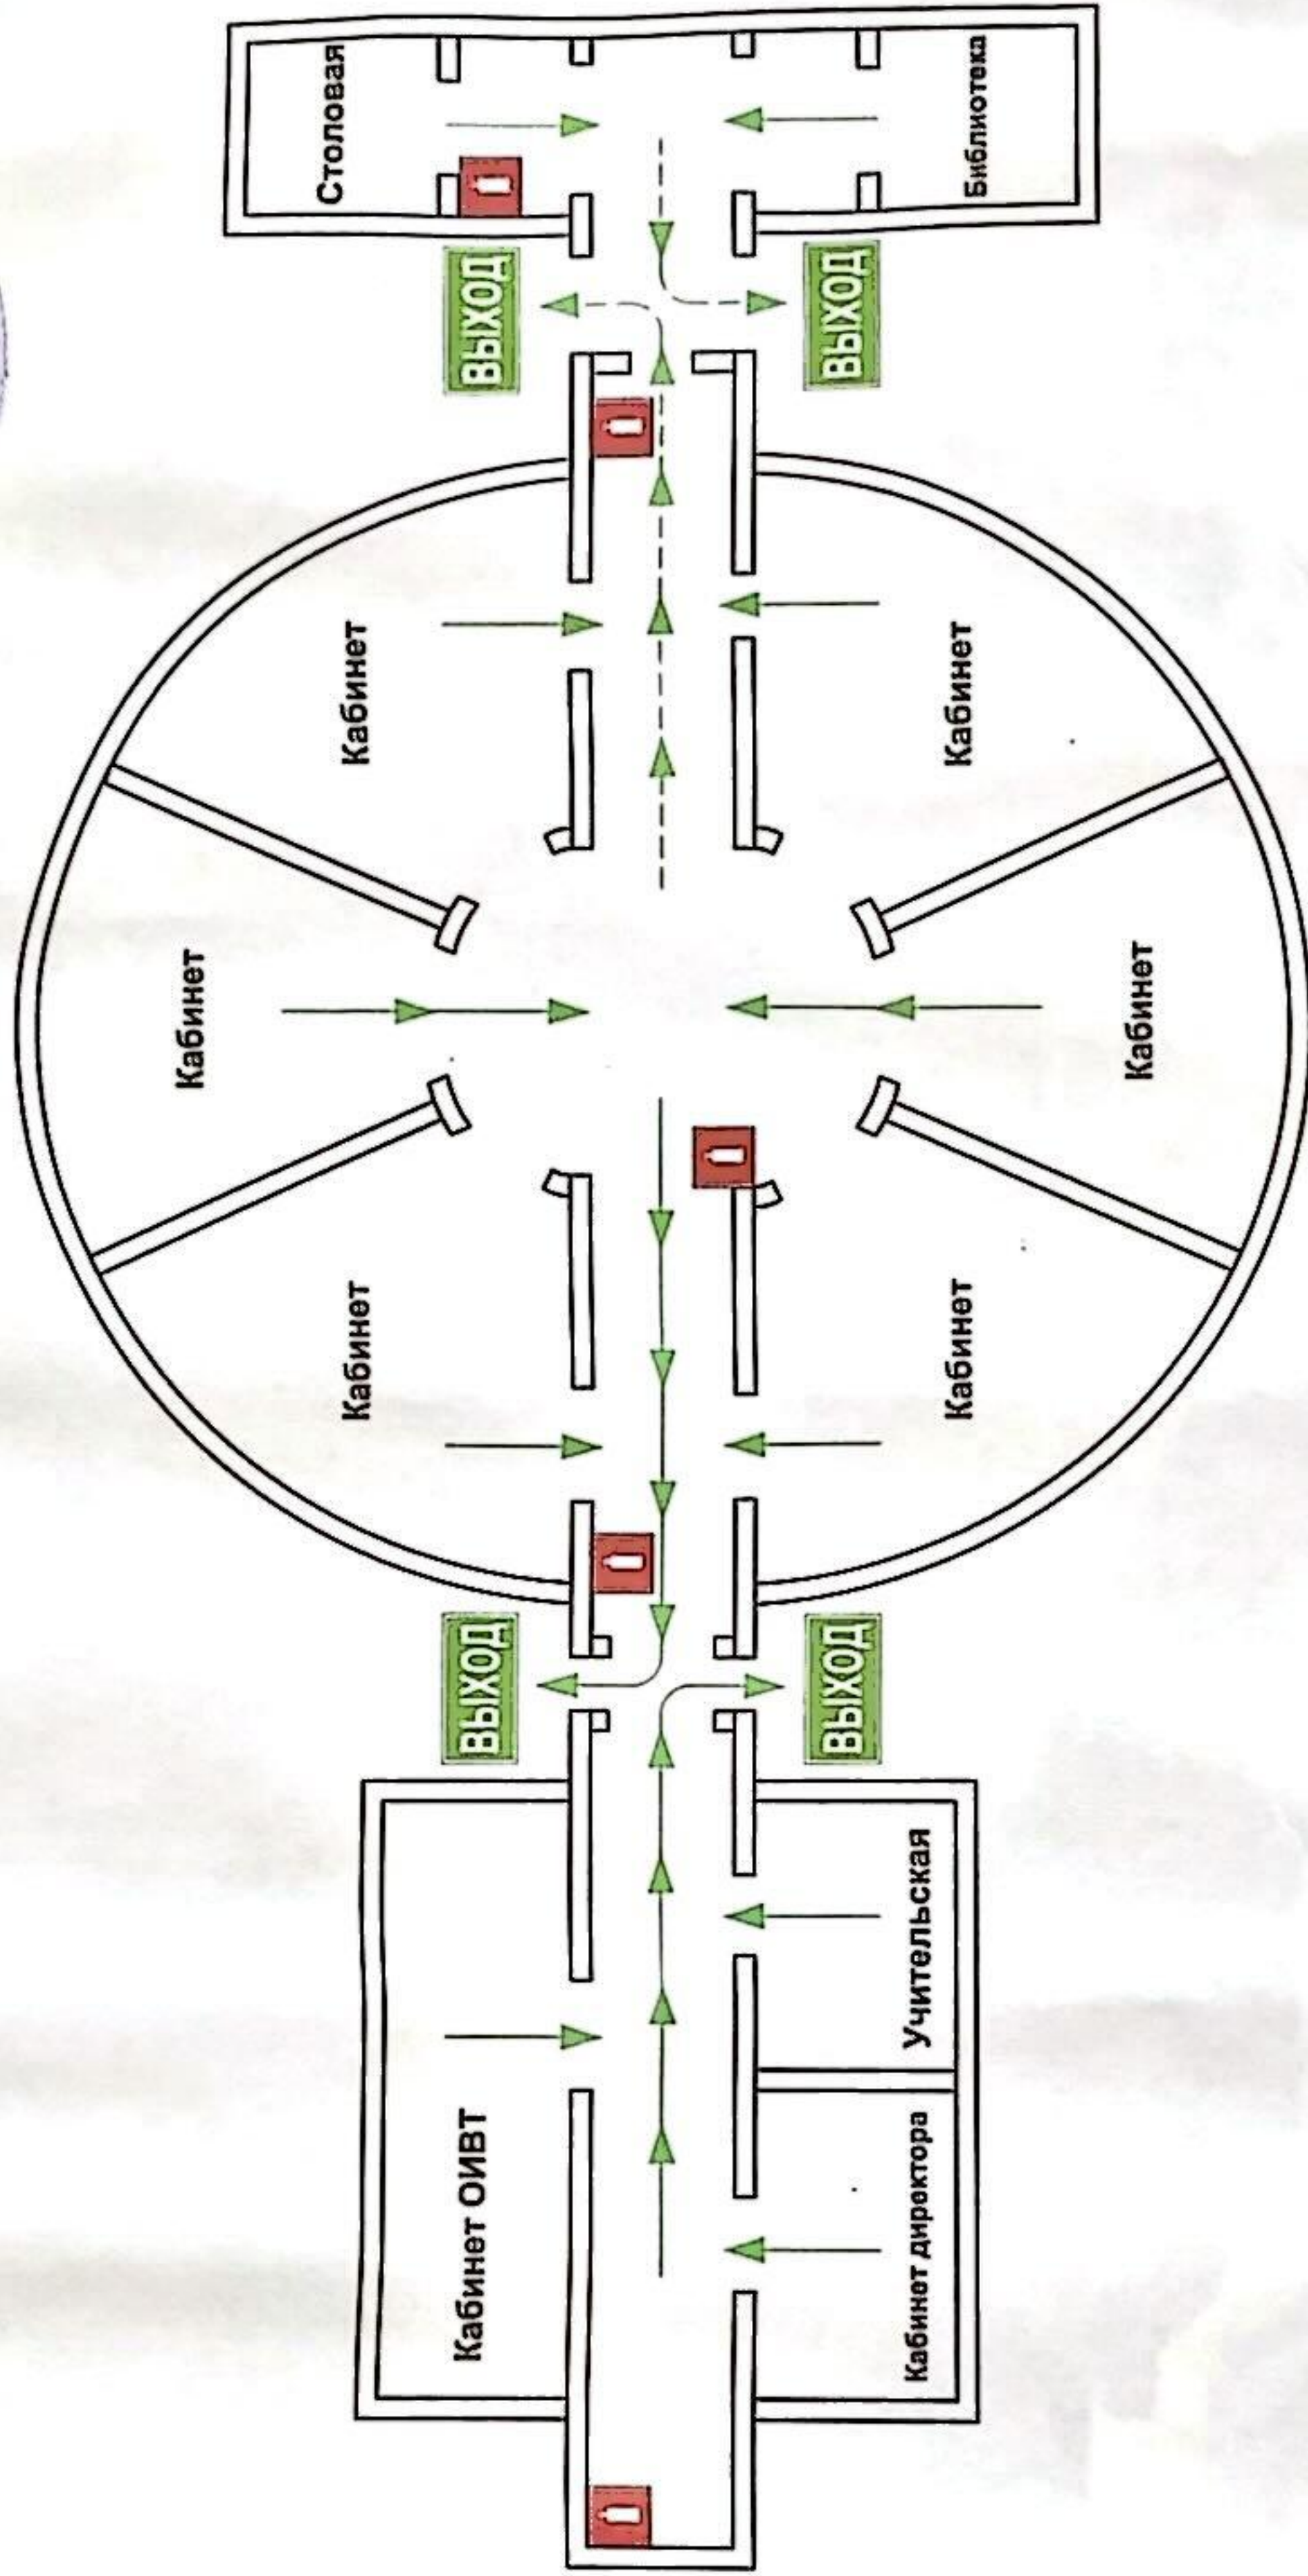 Столовая
Библиотека
ВЫХОД
ВЫХОД
Кабинет
Кабинет
Кабинет
Кабинет
Кабинет
Кабинет
ВЫХОД
ВЫХОД
Кабинет ОИВТ
Учительская
Кабинет директора